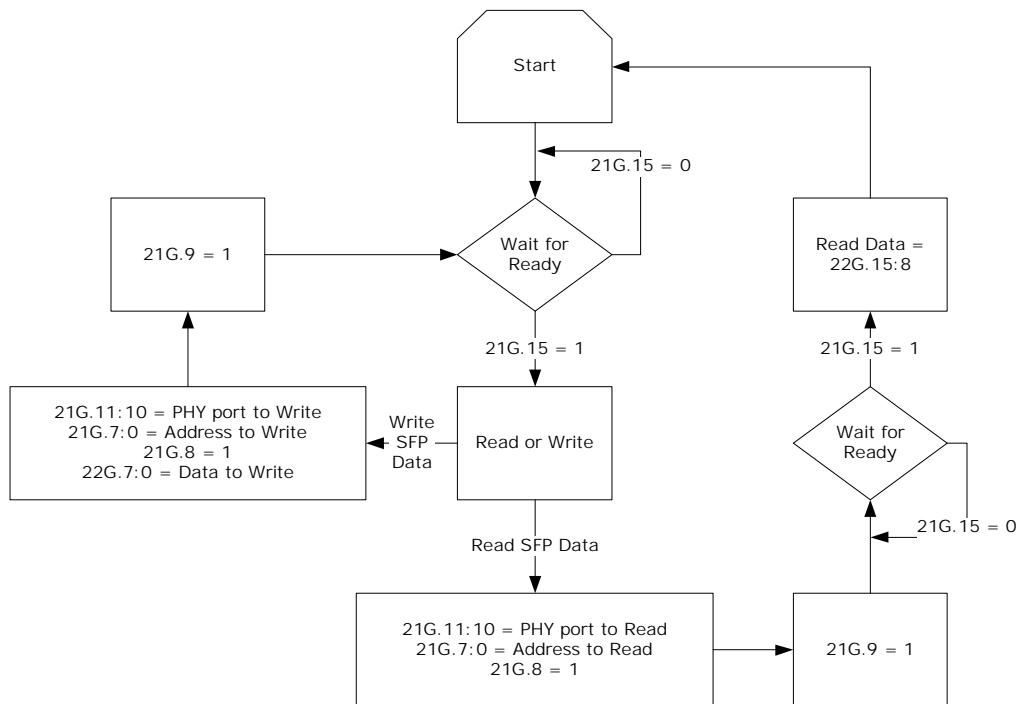 Start
21G.15 = 0
21G.9 = 1
Wait for
Ready
Read Data =
22G.15:8
21G.15 = 1
21G.15 = 1
21G.11:10 = PHY port to Write
21G.7:0 = Address to Write
21G.8 = 1
22G.7:0 = Data to Write
Write
SFP
Data
Read or Write
Wait for
Ready
21G.15 = 0
Read SFP Data
21G.11:10 = PHY port to Read
21G.7:0 = Address to Read
21G.8 = 1
21G.9 = 1